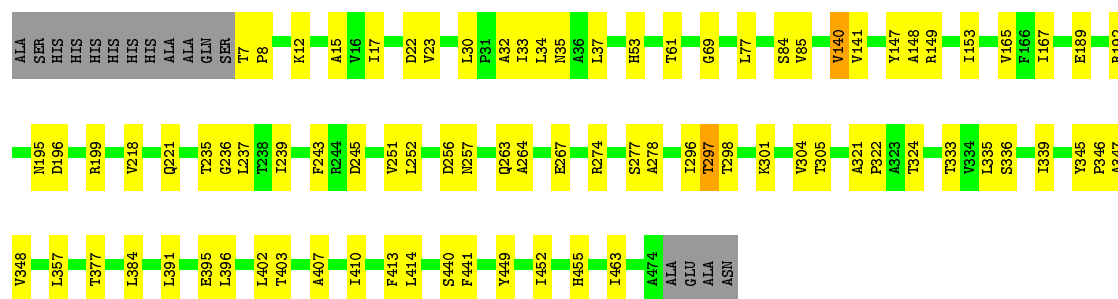 ALA SER HIS HIS HIS HIS HIS HIS ALA ALA GLN SER T7 P8 K12 A15 V16 I17 D22 V23 L30 P31 A32 I33 L34 N35 A36 L37 H53 T61 G69 L77 S84 V85 V140 V141 Y147 A148 R149 I153 V165 F166 I167 E189
N195 D196 R199 V218 Q221 T235 G236 L237 T238 I239 F243 R244 D245 V251 L252 D256 N257 Q263 A264 E267 R274 S277 A278 I296 T297 T298 K301 V304 T305 A321 P322 A323 T324 T333 V334 L335 S336 I339 Y345 P346
V348 L357 T377 L384 L391 E395 L396 L402 T403 A407 I410 F413 L414 S440 F441 Y449 I452 H455 I463 A474 ALA GLU ALA ASN